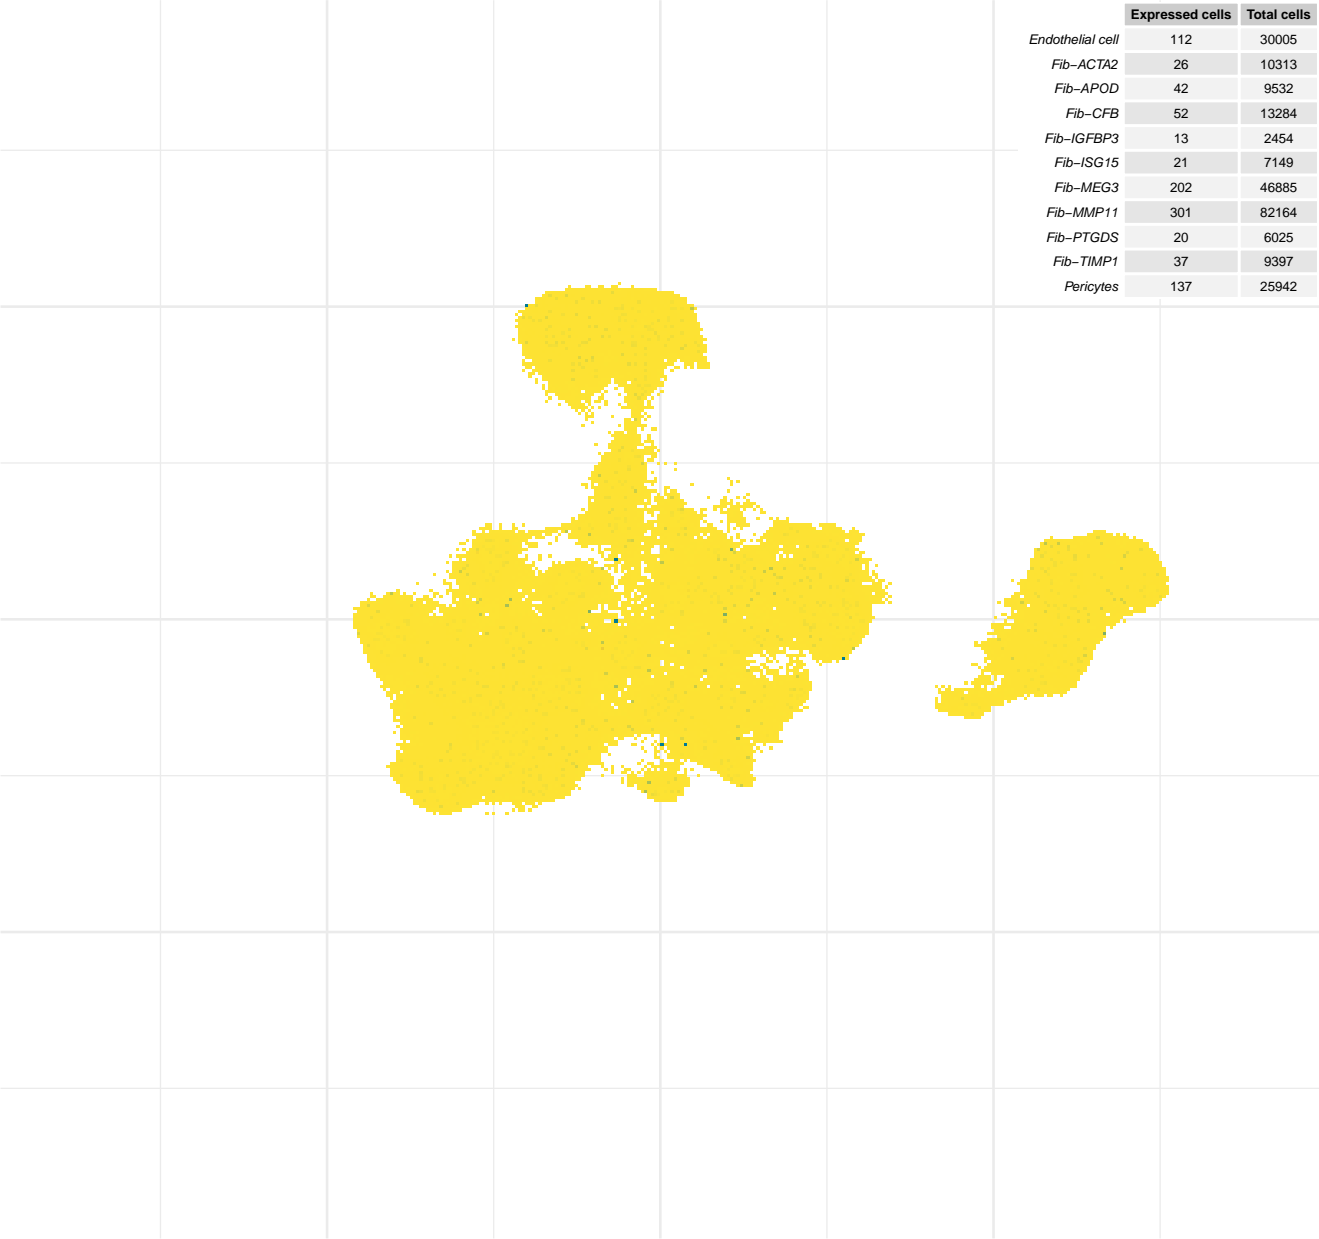 Expressed cells Total cells
Endothelial cell 112 30005
Fib−ACTA2 26 10313
Fib−APOD 42 9532
Fib−CFB 52 13284
Fib−IGFBP3 13 2454
Fib−ISG15 21 7149
Fib−MEG3 202 46885
Fib−MMP11 301 82164
Fib−PTGDS 20 6025
Fib−TIMP1 37 9397
Pericytes 137 25942